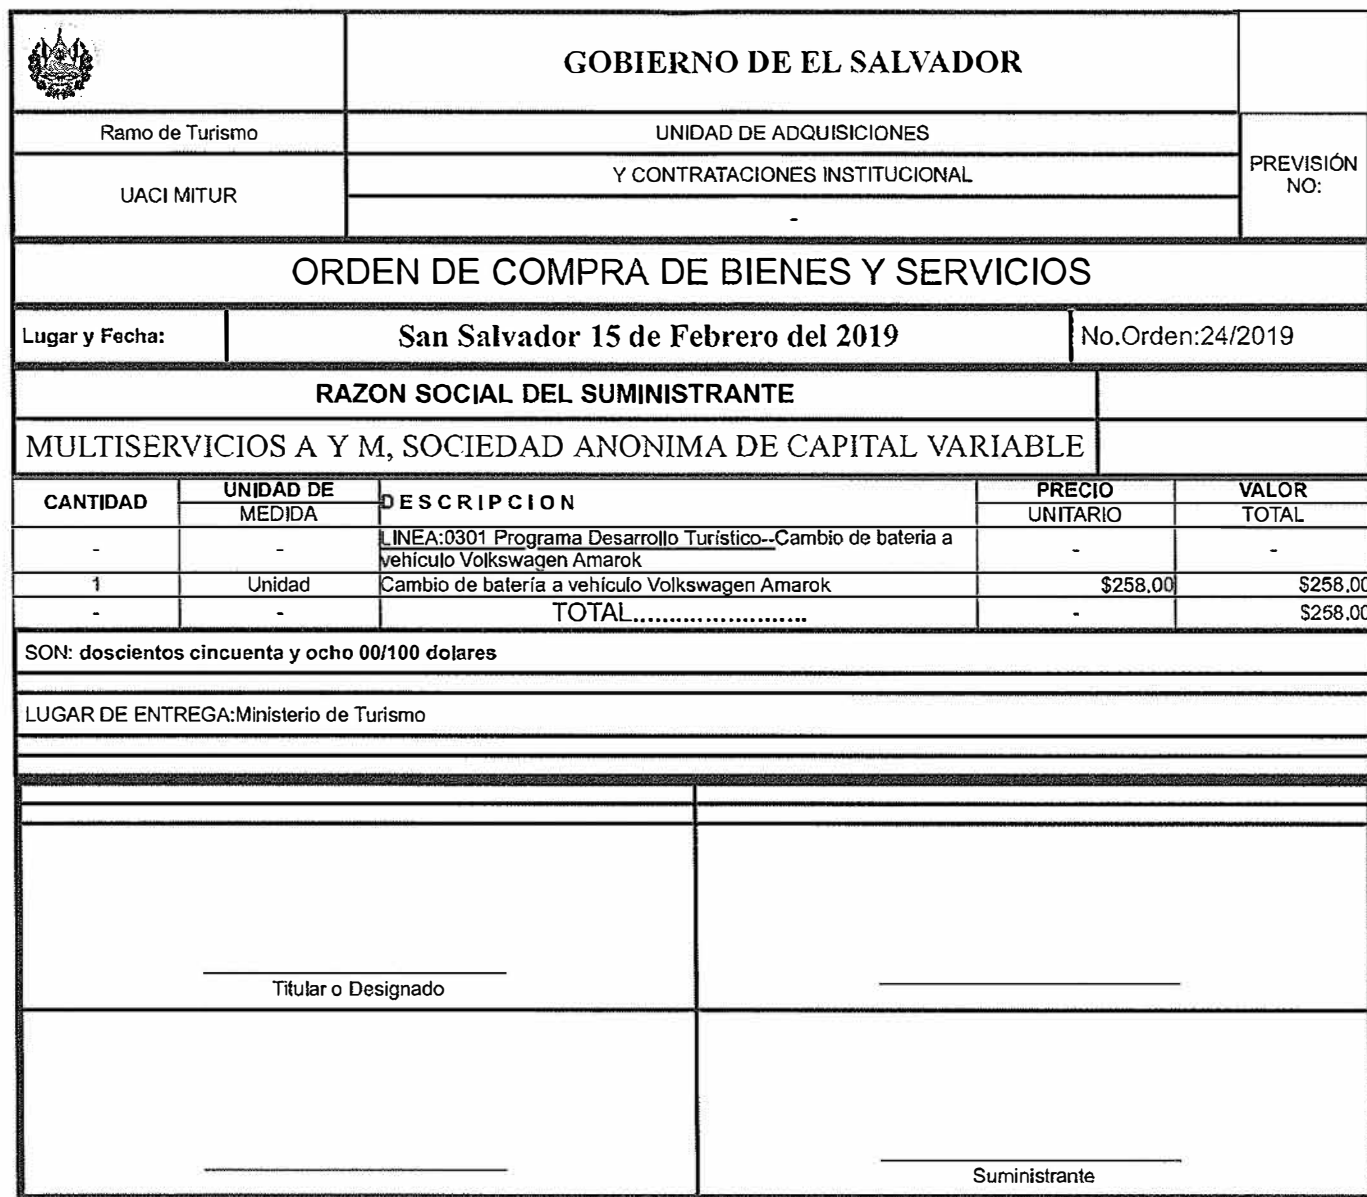 GOBIERNO DE EL SALVADOR
Ramo de Turismo
UNIDAD DE ADQUISICIONES
UACI MITUR
Y CONTRATACIONES INSTITUCIONAL
-
PREVISIÓN
NO:
ORDEN DE COMPRA DE BIENES Y SERVICIOS
Lugar y Fecha: San Salvador 15 de Febrero del 2019 No.Orden:24/2019
RAZON SOCIAL DEL SUMINISTRANTE
MULTISERVICIOS A Y M, SOCIEDAD ANONIMA DE CAPITAL VARIABLE
CANTIDAD UNIDAD DE MEDIDA DESCRIPCION PRECIO UNITARIO VALOR TOTAL
- - LINEA:0301 Programa Desarrollo Turístico--Cambio de bateria a
vehículo Volkswagen Amarok - -
1 Unidad Cambio de batería a vehículo Volkswagen Amarok $258.00 $258.00
- - TOTAL........................ - $258.00
SON: doscientos cincuenta y ocho 00/100 dolares
LUGAR DE ENTREGA:Ministerio de Turismo
Titular o Designado
Suministrante